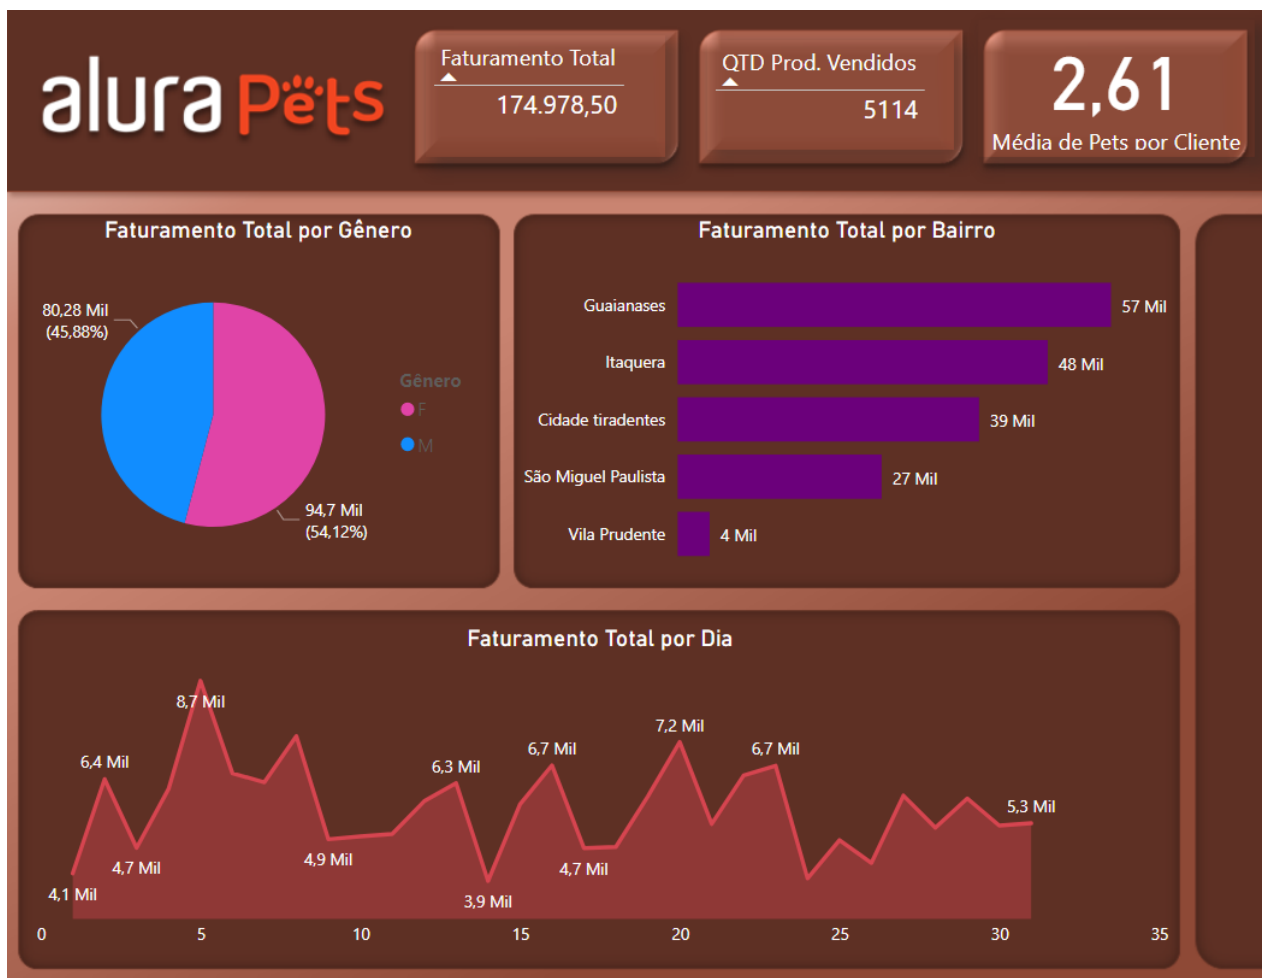 alura Pets
Faturamento Total
174.978,50
QTD Prod. Vendidos
5114
2,61
Média de Pets por Cliente
Faturamento Total por Gênero
80,28 Mil
(45,88%)
Gênero
F
M
94,7 Mil
(54,12%)
Faturamento Total por Bairro
Guaianases 57 Mil
Itaquera 48 Mil
Cidade tiradentes 39 Mil
São Miguel Paulista 27 Mil
Vila Prudente 4 Mil
Faturamento Total por Dia
8,7 Mil
7,2 Mil
6,4 Mil
6,3 Mil
6,7 Mil
6,7 Mil
5,3 Mil
4,7 Mil
4,9 Mil
4,7 Mil
4,1 Mil
3,9 Mil
0 5 10 15 20 25 30 35